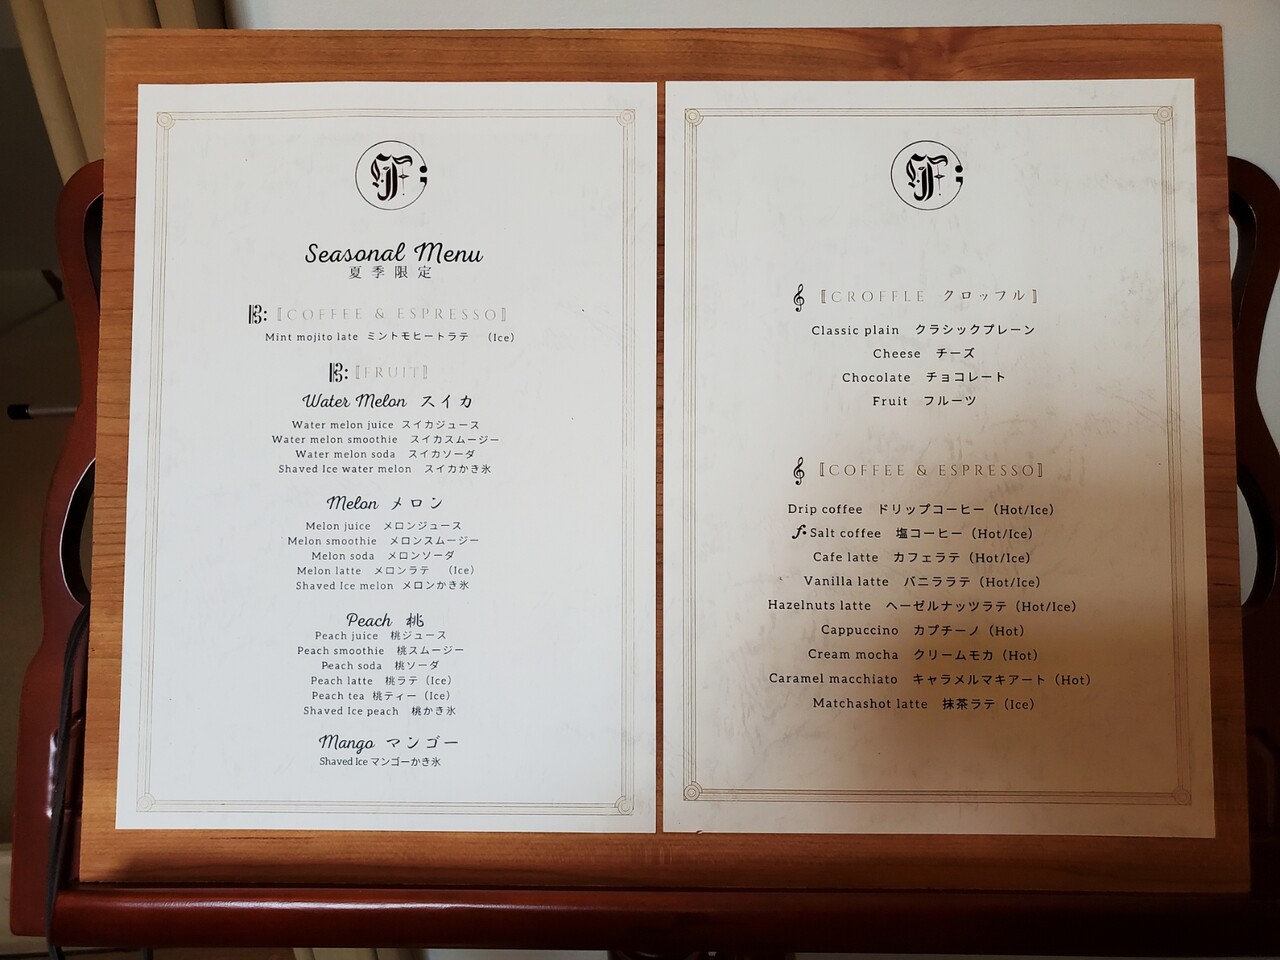 Seasonal Menu
夏季限定
〚COFFEE & ESPRESSO〛
Mint mojito late ミントモヒートラテ （Ice）
〚FRUIT〛
Water Melon スイカ
Water melon juice スイカジュース
Water melon smoothie スイカスムージー
Water melon soda スイカソーダ
Shaved Ice water melon スイカかき氷
Melon メロン
Melon juice メロンジュース
Melon smoothie メロンスムージー
Melon soda メロンソーダ
Melon latte メロンラテ （Ice）
Shaved Ice melon メロンかき氷
Peach 桃
Peach juice 桃ジュース
Peach smoothie 桃スムージー
Peach soda 桃ソーダ
Peach latte 桃ラテ（Ice）
Peach tea 桃ティー（Ice）
Shaved Ice peach 桃かき氷
Mango マンゴー
Shaved Ice マンゴーかき氷
〚CROFFLE クロッフル〛
Classic plain クラシックプレーン
Cheese チーズ
Chocolate チョコレート
Fruit フルーツ
〚COFFEE & ESPRESSO〛
Drip coffee ドリップコーヒー（Hot/Ice）
f• Salt coffee 塩コーヒー（Hot/Ice）
Cafe latte カフェラテ（Hot/Ice）
Vanilla latte バニララテ（Hot/Ice）
Hazelnuts latte ヘーゼルナッツラテ（Hot/Ice）
Cappuccino カプチーノ（Hot）
Cream mocha クリームモカ（Hot）
Caramel macchiato キャラメルマキアート（Hot）
Matchashot latte 抹茶ラテ（Ice）